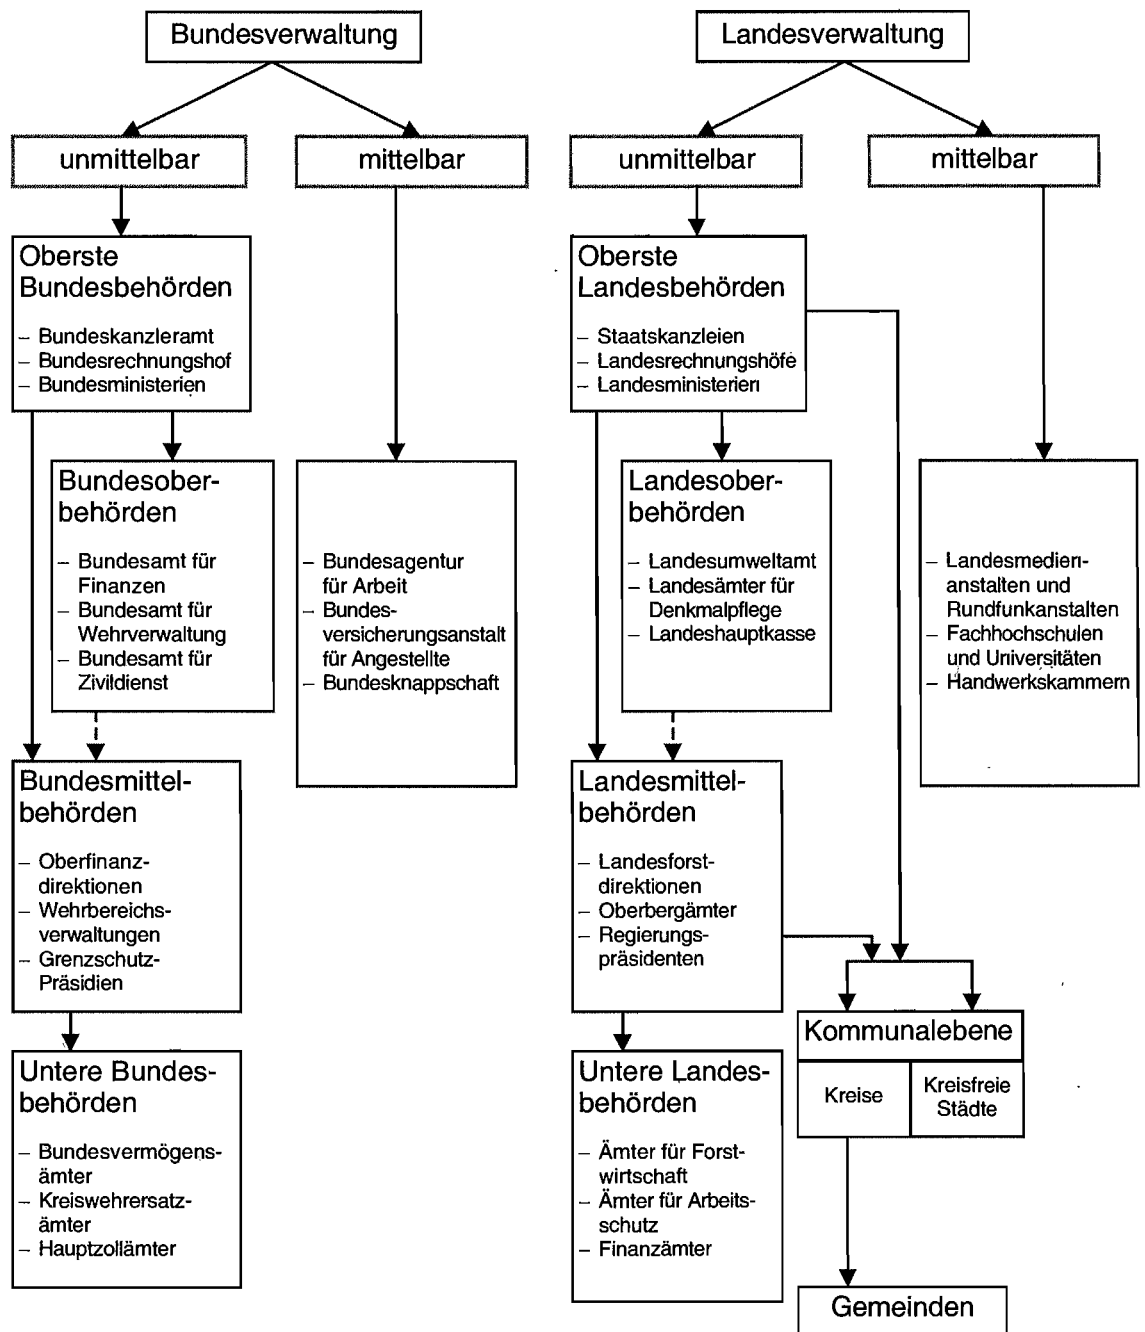 Bundesverwaltung
unmittelbar
mittelbar
Oberste
Bundesbehörden
– Bundeskanzleramt
– Bundesrechnungshof
– Bundesministerien
Bundesober-
behörden
– Bundesamt für
Finanzen
– Bundesamt für
Wehrverwaltung
– Bundesamt für
Zivildienst
– Bundesagentur
für Arbeit
– Bundes-
versicherungsanstalt
für Angestellte
– Bundesknappschaft
Bundesmittel-
behörden
– Oberfinanz-
direktionen
– Wehrbereichs-
verwaltungen
– Grenzschutz-
Präsidien
Untere Bundes-
behörden
– Bundesvermögens-
ämter
– Kreiswehrersatz-
ämter
– Hauptzollämter
Landesverwaltung
unmittelbar
mittelbar
Oberste
Landesbehörden
– Staatskanzleien
– Landesrechnungshöfe
– Landesministerien
Landesober-
behörden
– Landesumweltamt
– Landesämter für
Denkmalpflege
– Landeshauptkasse
– Landesmedien-
anstalten und
Rundfunkanstalten
– Fachhochschulen
und Universitäten
– Handwerkskammern
Landesmittel-
behörden
– Landesforst-
direktionen
– Oberbergämter
– Regierungs-
präsidenten
Untere Landes-
behörden
– Ämter für Forst-
wirtschaft
– Ämter für Arbeits-
schutz
– Finanzämter
Kommunalebene
Kreise
Kreisfreie
Städte
Gemeinden